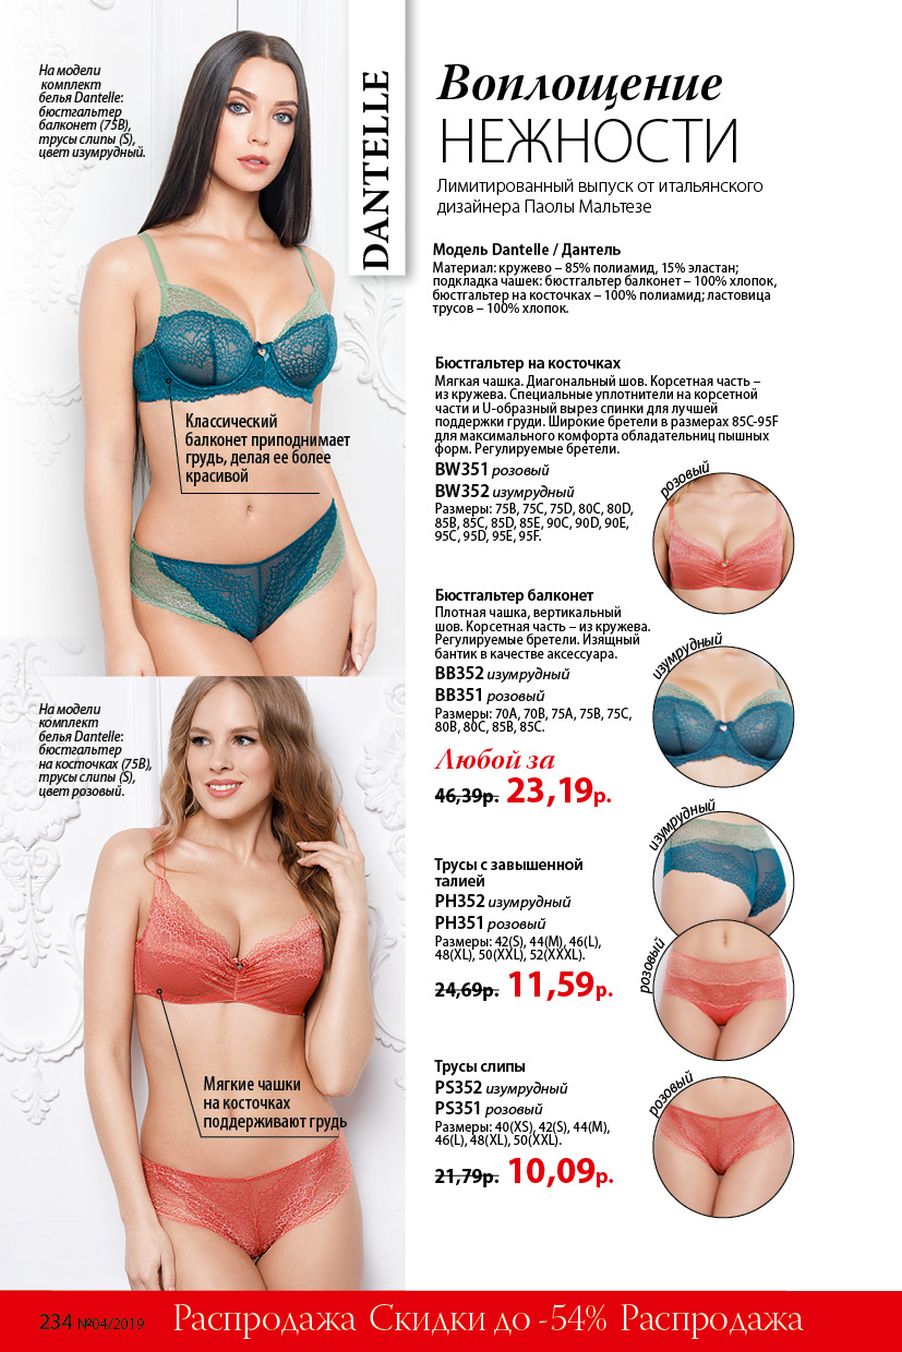 На модели
комплект
белья Dantelle:
бюстгальтер
балконет (75B),
трусы слипы (S),
цвет изумрудный.
DANTELLE
Воплощение
НЕЖНОСТИ
Лимитированный выпуск от итальянского
дизайнера Паолы Мальтезе
Модель Dantelle / Дантель
Материал: кружево – 85% полиамид, 15% эластан;
подкладка чашек: бюстгальтер балконет – 100% хлопок,
бюстгальтер на косточках – 100% полиамид; ластовица
трусов – 100% хлопок.
Классический
балконет приподнимает
грудь, делая ее более
красивой
Бюстгальтер на косточках
Мягкая чашка. Диагональный шов. Корсетная часть –
из кружева. Специальные уплотнители на корсетной
части и U-образный вырез спинки для лучшей
поддержки груди. Широкие бретели в размерах 85C-95F
для максимального комфорта обладательниц пышных
форм. Регулируемые бретели.
BW351 розовый
BW352 изумрудный
Размеры: 75B, 75C, 75D, 80C, 80D,
85B, 85C, 85D, 85E, 90C, 90D, 90E,
95C, 95D, 95E, 95F.
розовый
Бюстгальтер балконет
Плотная чашка, вертикальный
шов. Корсетная часть – из кружева.
Регулируемые бретели. Изящный
бантик в качестве аксессуара.
BB352 изумрудный
BB351 розовый
Размеры: 70A, 70B, 75A, 75B, 75C,
80B, 80C, 85B, 85C.
изумрудный
Любой за
46,39р. 23,19р.
На модели
комплект
белья Dantelle:
бюстгальтер
на косточках (75B),
трусы слипы (S),
цвет розовый.
Трусы с завышенной
талией
PH352 изумрудный
PH351 розовый
Размеры: 42(S), 44(M), 46(L),
48(XL), 50(XXL), 52(XXXL).
24,69р. 11,59р.
изумрудный
розовый
Мягкие чашки
на косточках
поддерживают грудь
Трусы слипы
PS352 изумрудный
PS351 розовый
Размеры: 40(XS), 42(S), 44(M),
46(L), 48(XL), 50(XXL).
21,79р. 10,09р.
розовый
234 №04/2019
Распродажа Скидки до -54% Распродажа